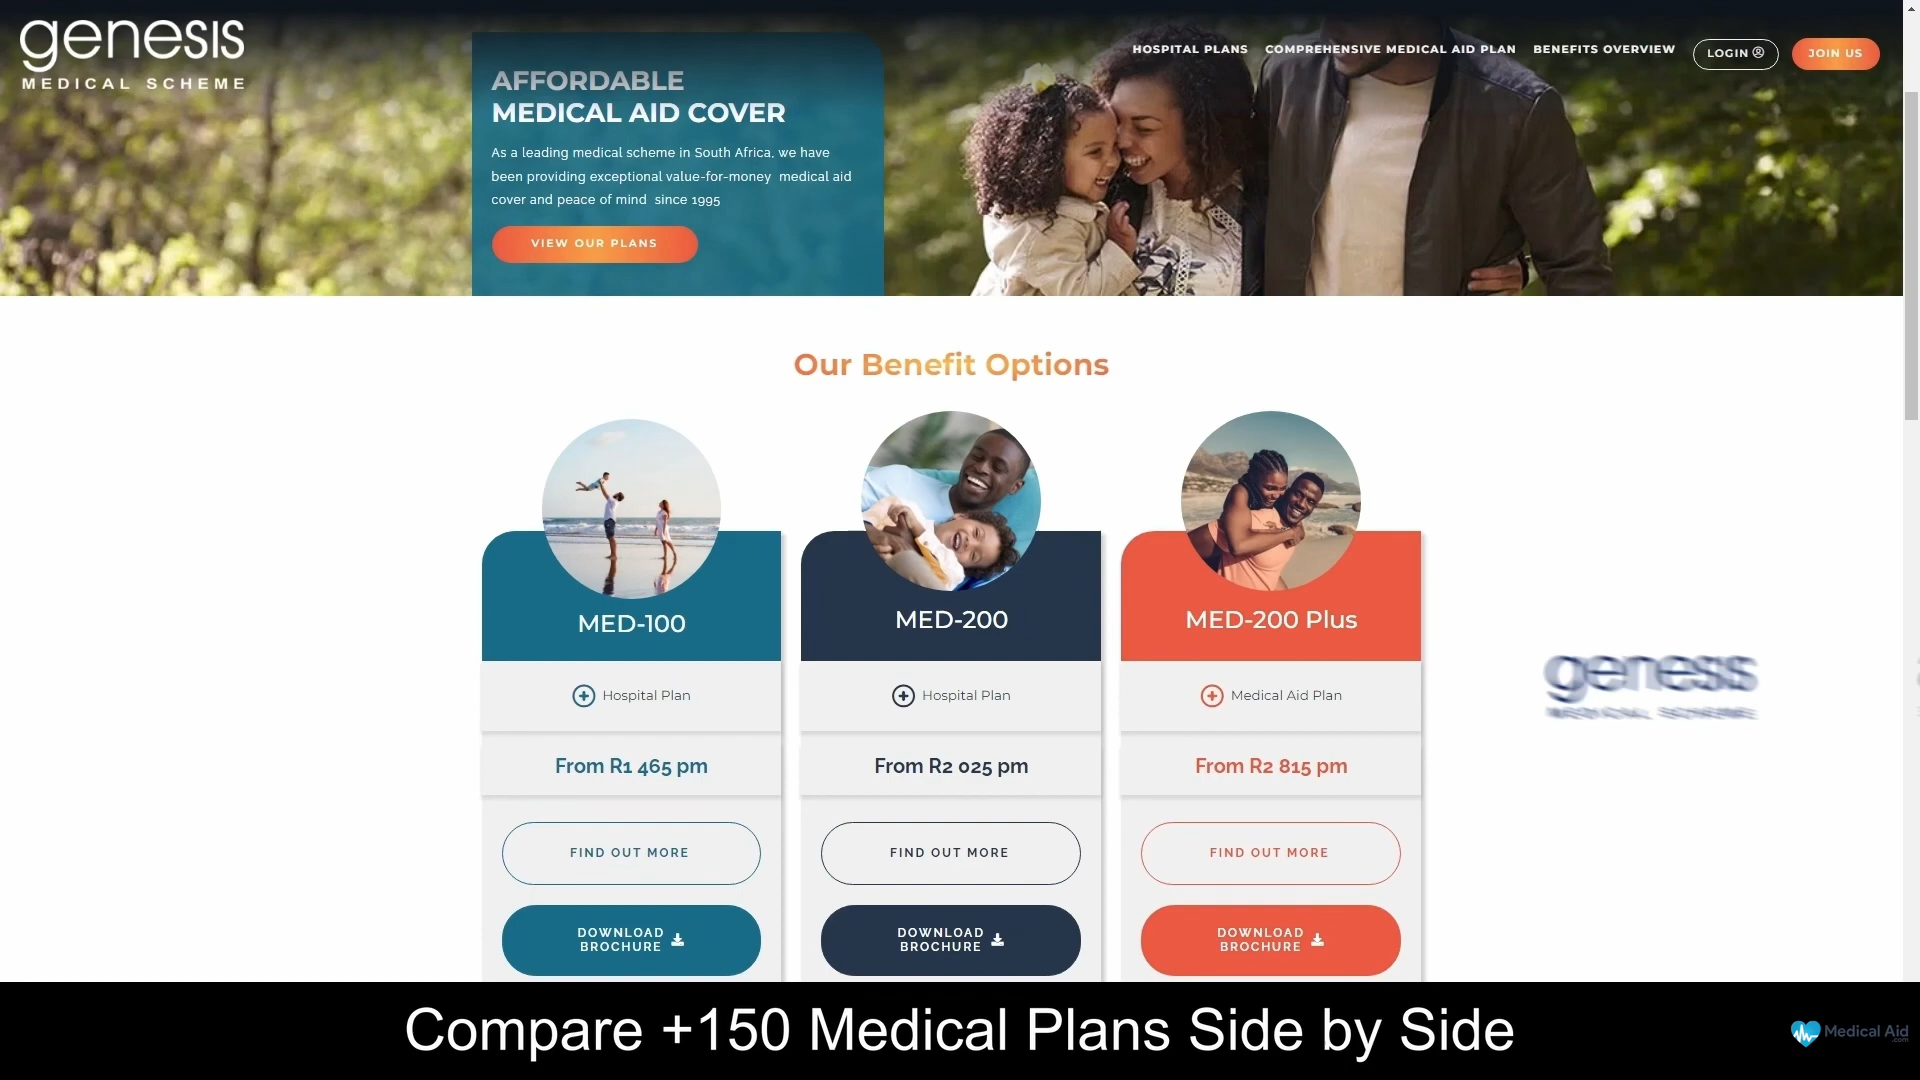 genesis
MEDICAL SCHEME
HOSPITAL PLANS COMPREHENSIVE MEDICAL AID PLAN BENEFITS OVERVIEW LOGIN JOIN US
AFFORDABLE
MEDICAL AID COVER
As a leading medical scheme in South Africa, we have
been providing exceptional value-for-money medical aid
cover and peace of mind since 1995
VIEW OUR PLANS
Our Benefit Options
MED-100
Hospital Plan
From R1 465 pm
FIND OUT MORE
DOWNLOAD
BROCHURE
MED-200
Hospital Plan
From R2 025 pm
FIND OUT MORE
DOWNLOAD
BROCHURE
MED-200 Plus
Medical Aid Plan
From R2 815 pm
FIND OUT MORE
DOWNLOAD
BROCHURE
genesis
MEDICAL SCHEME
Compare +150 Medical Plans Side by Side
Medical Aid
.com